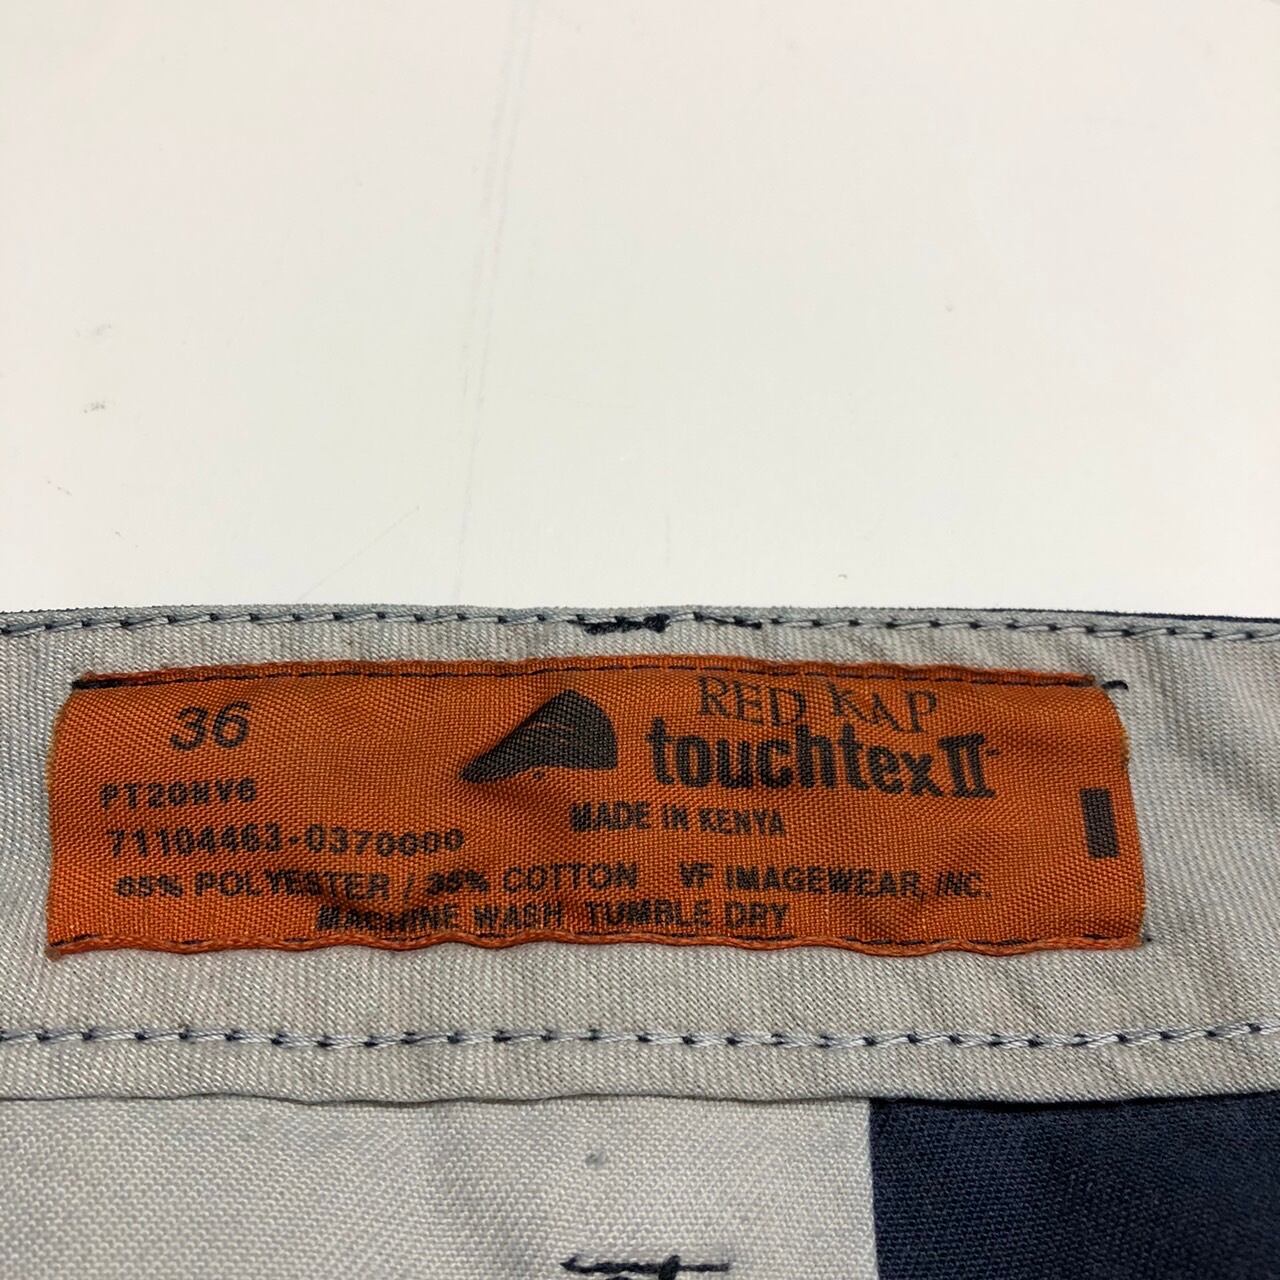 36
RED KAP
touchtex II
PT20NV6
MADE IN KENYA
71104463-0370000
65% POLYESTER / 35% COTTON VF IMAGEWEAR, INC.
MACHINE WASH TUMBLE DRY